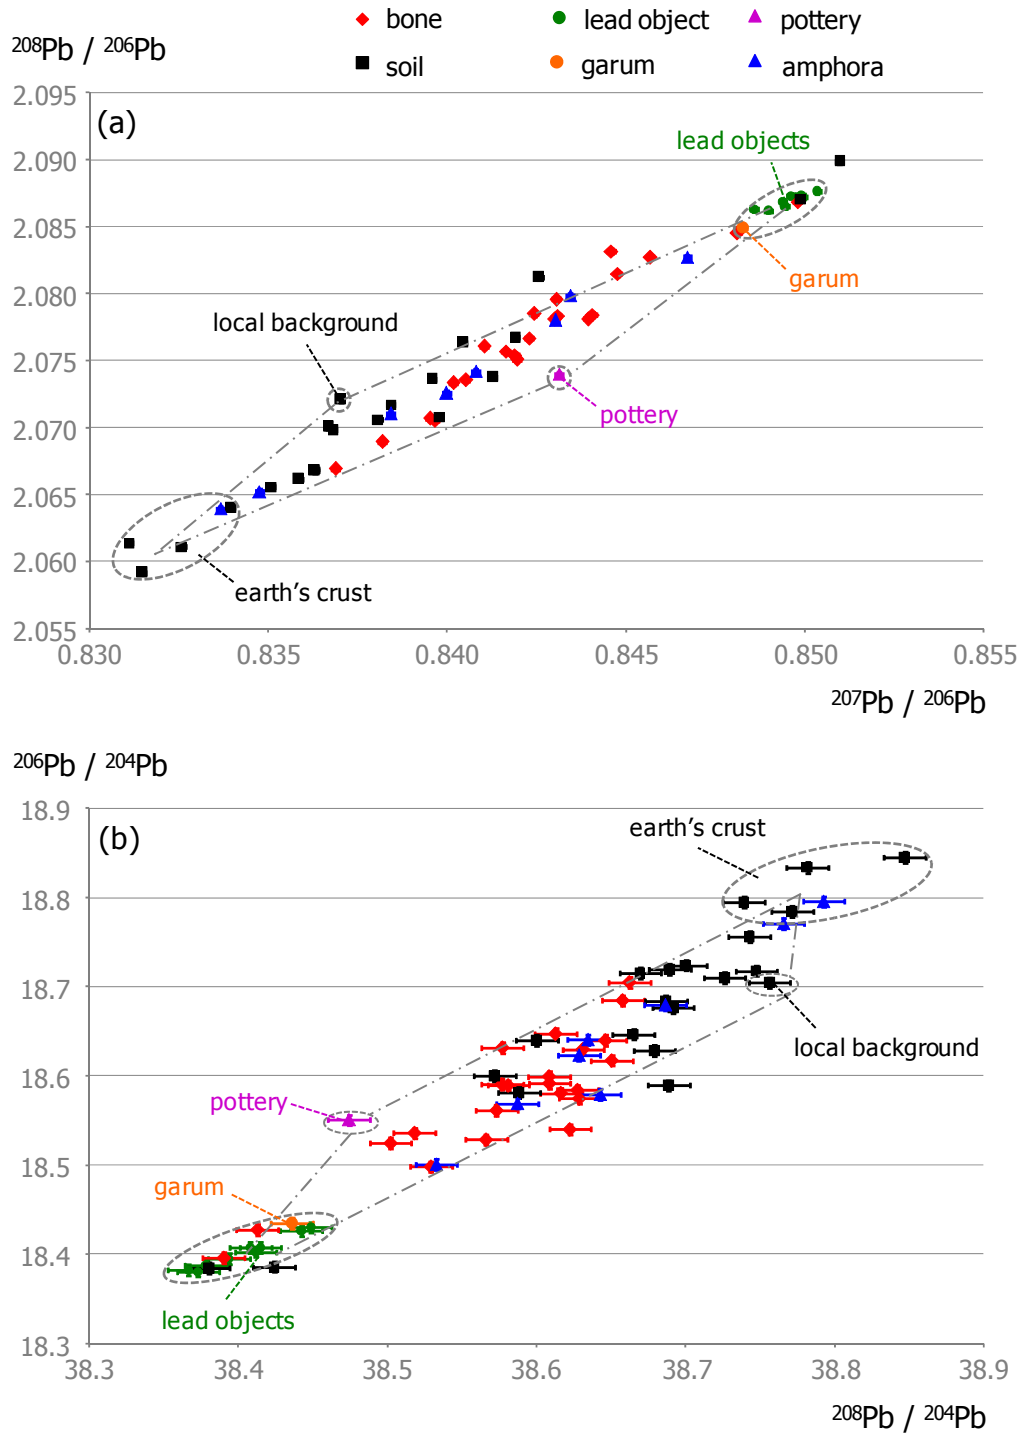 bone
lead object
pottery
soil
garum
amphora
²⁰⁸Pb / ²⁰⁶Pb
2.095
(a)
lead objects
2.090
2.085
garum
2.080
local background
2.075
pottery
2.070
2.065
2.060
earth's crust
2.055
0.830 0.835 0.840 0.845 0.850 0.855
²⁰⁷Pb / ²⁰⁶Pb
²⁰⁶Pb / ²⁰⁴Pb
18.9
(b)
earth's crust
18.8
18.7
local background
18.6
pottery
18.5
garum
18.4
lead objects
18.3
38.3 38.4 38.5 38.6 38.7 38.8 38.9
²⁰⁸Pb / ²⁰⁴Pb